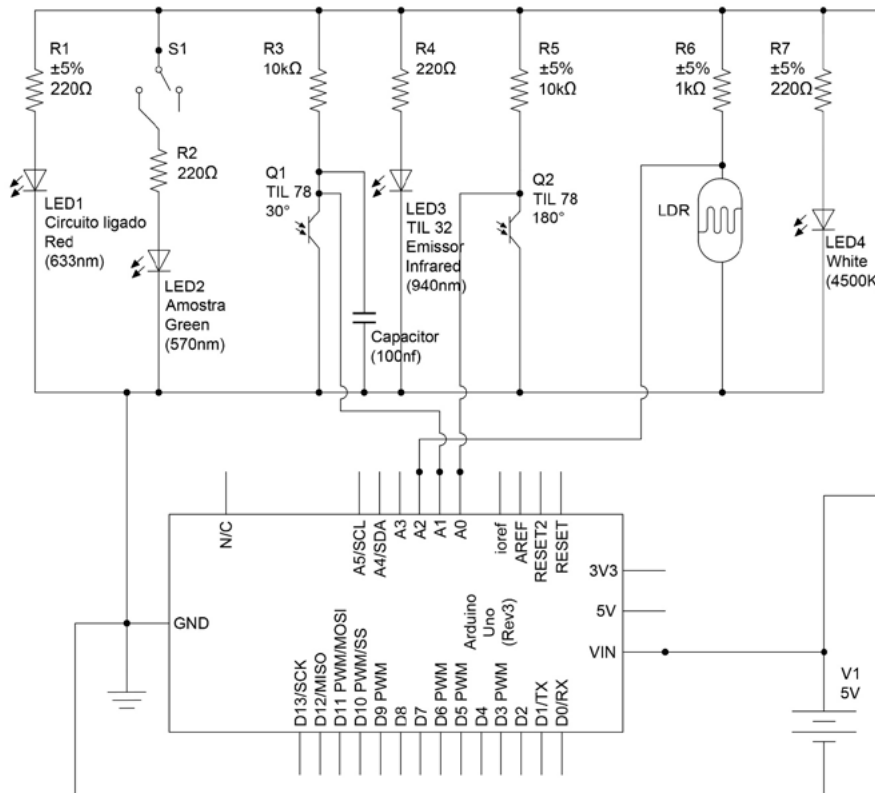 R1
±5%
220Ω
S1
R2
220Ω
R3
10kΩ
R4
220Ω
R5
±5%
10kΩ
R6
±5%
1kΩ
R7
±5%
220Ω
LED1
Circuito ligado
Red
(633nm)
LED2
Amostra
Green
(570nm)
Q1
TIL 78
30°
Capacitor
(100nf)
LED3
TIL 32
Emissor
Infrared
(940nm)
Q2
TIL 78
180°
LDR
LED4
White
(4500K
N/C
A5/SCL
A4/SDA
A3
A2
A1
A0
ioref
AREF
RESET2
RESET
GND
Arduino
Uno
(Rev3)
3V3
5V
VIN
V1
5V
D13/SCK
D12/MISO
D11 PWM/MOSI
D10 PWM/SS
D9 PWM
D8
D7
D6 PWM
D5 PWM
D4
D3 PWM
D2
D1/TX
D0/RX